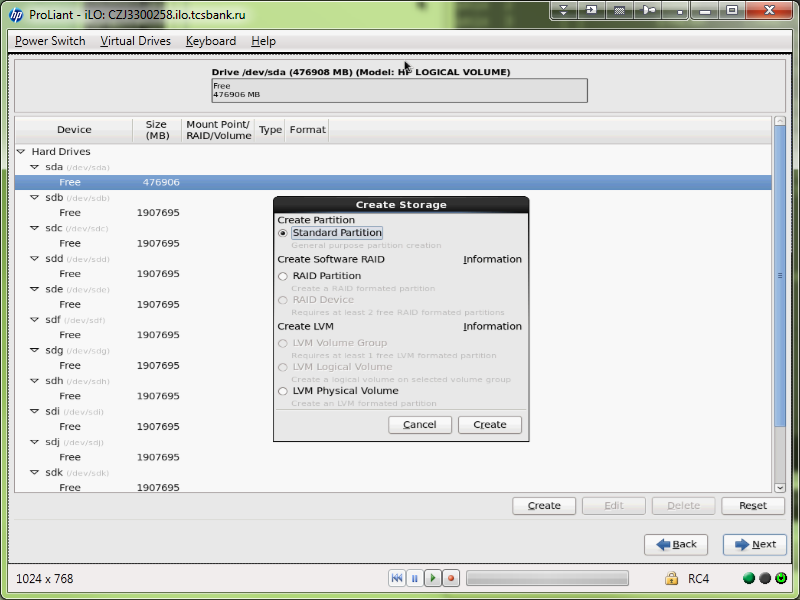 ProLiant - iLO: CZJ3300258.ilo.tcsbank.ru
Power Switch Virtual Drives Keyboard Help
Drive /dev/sda (476908 MB) (Model: HP LOGICAL VOLUME)
Free
476906 MB
Device Size (MB) Mount Point/ RAID/Volume Type Format
Hard Drives
sda (/dev/sda)
Free 476906
sdb (/dev/sdb)
Free 1907695
sdc (/dev/sdc)
Free 1907695
sdd (/dev/sdd)
Free 1907695
sde (/dev/sde)
Free 1907695
sdf (/dev/sdf)
Free 1907695
sdg (/dev/sdg)
Free 1907695
sdh (/dev/sdh)
Free 1907695
sdi (/dev/sdi)
Free 1907695
sdj (/dev/sdj)
Free 1907695
sdk (/dev/sdk)
Free 1907695
Create Storage
Create Partition
Standard Partition
General purpose partition creation
Create Software RAID Information
RAID Partition
Create a RAID formated partition
RAID Device
Requires at least 2 free RAID formated partitions
Create LVM Information
LVM Volume Group
Requires at least 1 free LVM formated partition
LVM Logical Volume
Create a logical volume on selected volume group
LVM Physical Volume
Create an LVM formated partition
Cancel Create
Create Edit Delete Reset
Back Next
1024 x 768 RC4